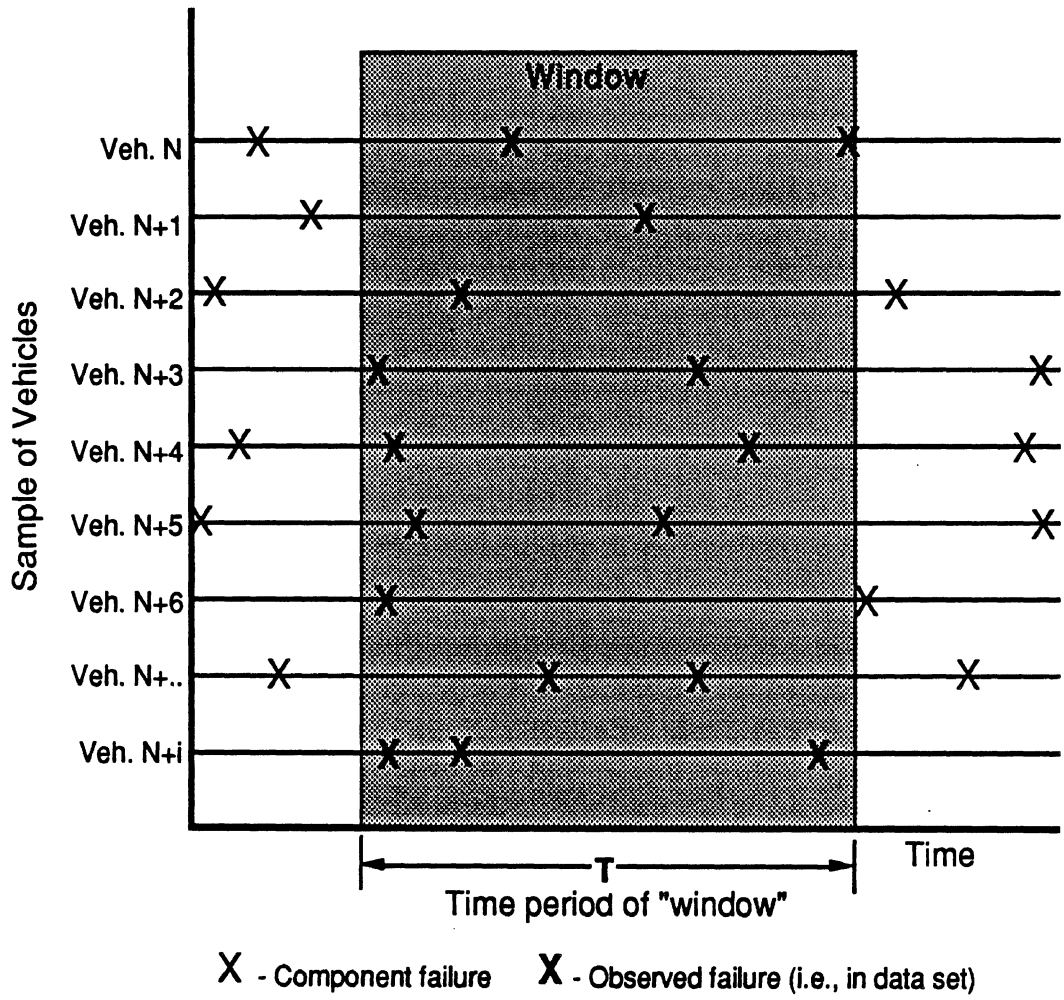 Window
Sample of Vehicles
Veh. N
Veh. N+1
Veh. N+2
Veh. N+3
Veh. N+4
Veh. N+5
Veh. N+6
Veh. N+..
Veh. N+i
Time
T
Time period of "window"
X - Component failure X - Observed failure (i.e., in data set)